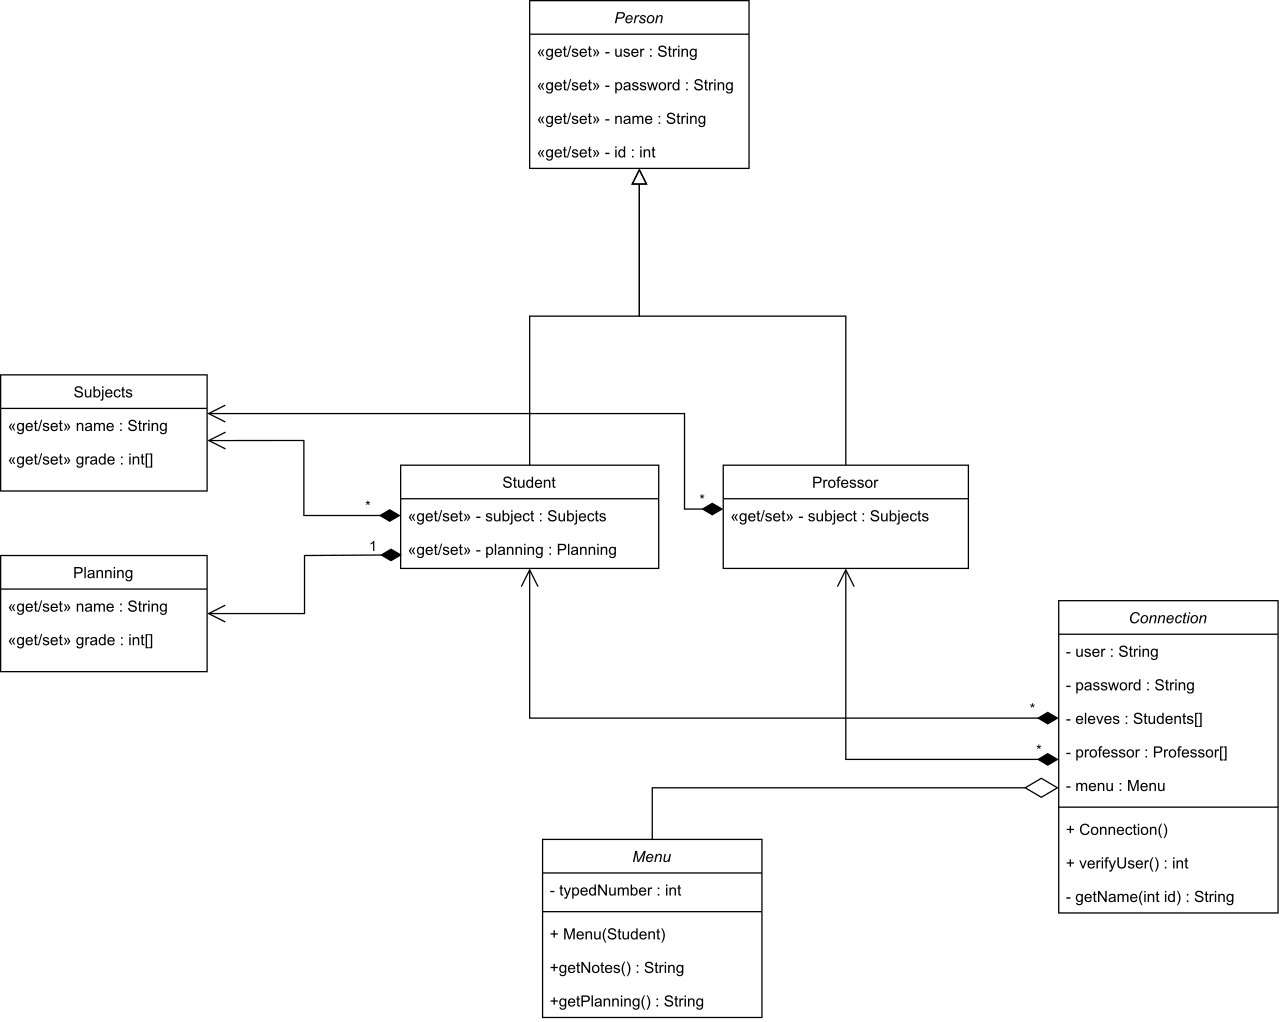 Person
«get/set» - user : String
«get/set» - password : String
«get/set» - name : String
«get/set» - id : int
Subjects
«get/set» name : String
«get/set» grade : int[]
*
Student
«get/set» - subject : Subjects
«get/set» - planning : Planning
*
Professor
«get/set» - subject : Subjects
1
Planning
«get/set» name : String
«get/set» grade : int[]
Connection
- user : String
- password : String
- eleves : Students[]
- professor : Professor[]
- menu : Menu
+ Connection()
+ verifyUser() : int
- getName(int id) : String
*
*
Menu
- typedNumber : int
+ Menu(Student)
+getNotes() : String
+getPlanning() : String